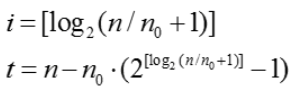 i = [log₂(n/n₀ + 1)]
t = n − n₀ · (2^[log₂(n/n₀+1)] − 1)